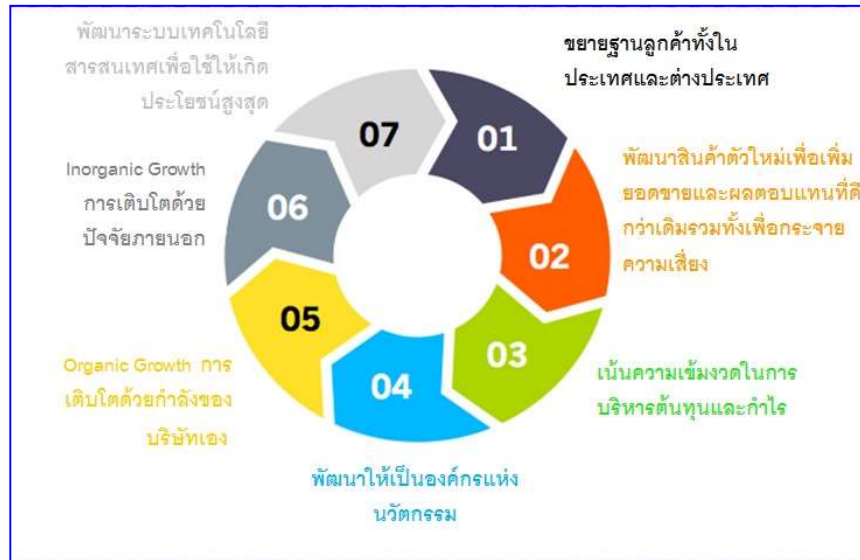 01
ขยายฐานลูกค้าทั้งใน
ประเทศและต่างประเทศ
02
พัฒนาสินค้าตัวใหม่เพื่อเพิ่ม
ยอดขายและผลตอบแทนที่ดี
กว่าเดิมรวมทั้งเพื่อกระจาย
ความเสี่ยง
03
เน้นความเข้มงวดในการ
บริหารต้นทุนและกำไร
04
พัฒนาให้เป็นองค์กรแห่ง
นวัตกรรม
05
Organic Growth การ
เติบโตด้วยกำลังของ
บริษัทเอง
06
Inorganic Growth
การเติบโตด้วย
ปัจจัยภายนอก
07
พัฒนาระบบเทคโนโลยี
สารสนเทศเพื่อใช้ให้เกิด
ประโยชน์สูงสุด